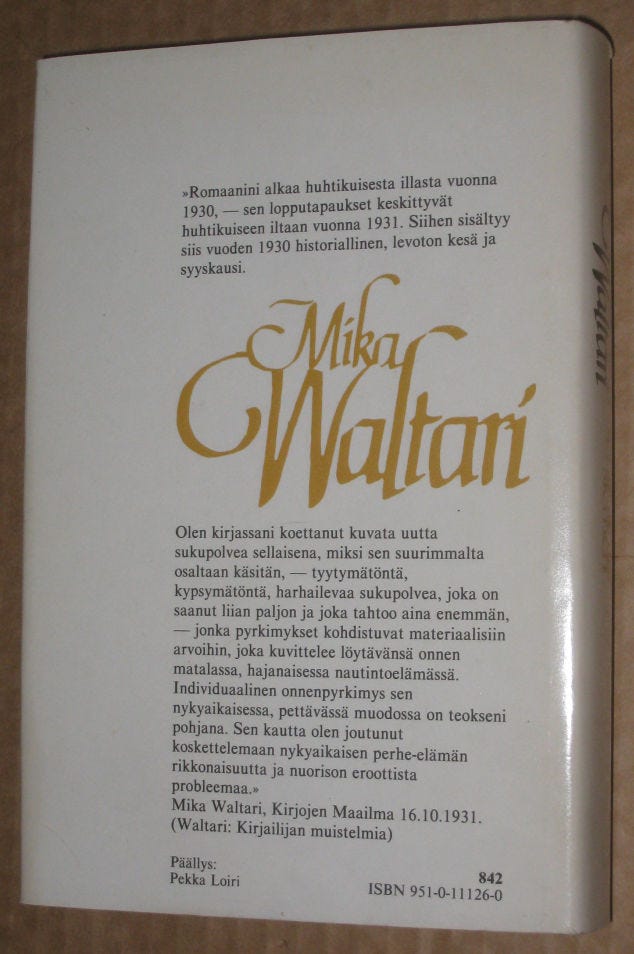 »Romaanini alkaa huhtikuisesta illasta vuonna
1930, — sen lopputapaukset keskittyvät
huhtikuiseen iltaan vuonna 1931. Siihen sisältyy
siis vuoden 1930 historiallinen, levoton kesä ja
syyskausi.
Mika
Waltari
Olen kirjassani koettanut kuvata uutta
sukupolvea sellaisena, miksi sen suurimmalta
osaltaan käsitän, — tyytymätöntä,
kypsymätöntä, harhailevaa sukupolvea, joka on
saanut liian paljon ja joka tahtoo aina enemmän,
— jonka pyrkimykset kohdistuvat materiaalisiin
arvoihin, joka kuvittelee löytävänsä onnen
matalassa, hajanaisessa nautintoelämässä.
Individuaalinen onnenpyrkimys sen
nykyaikaisessa, pettävässä muodossa on teokseni
pohjana. Sen kautta olen joutunut
koskettelemaan nykyaikaisen perhe-elämän
rikkonaisuutta ja nuorison eroottista
probleemaa.»
Mika Waltari, Kirjojen Maailma 16.10.1931.
(Waltari: Kirjailijan muistelmia)
Päällys:
Pekka Loiri
842
ISBN 951-0-11126-0
Waltari